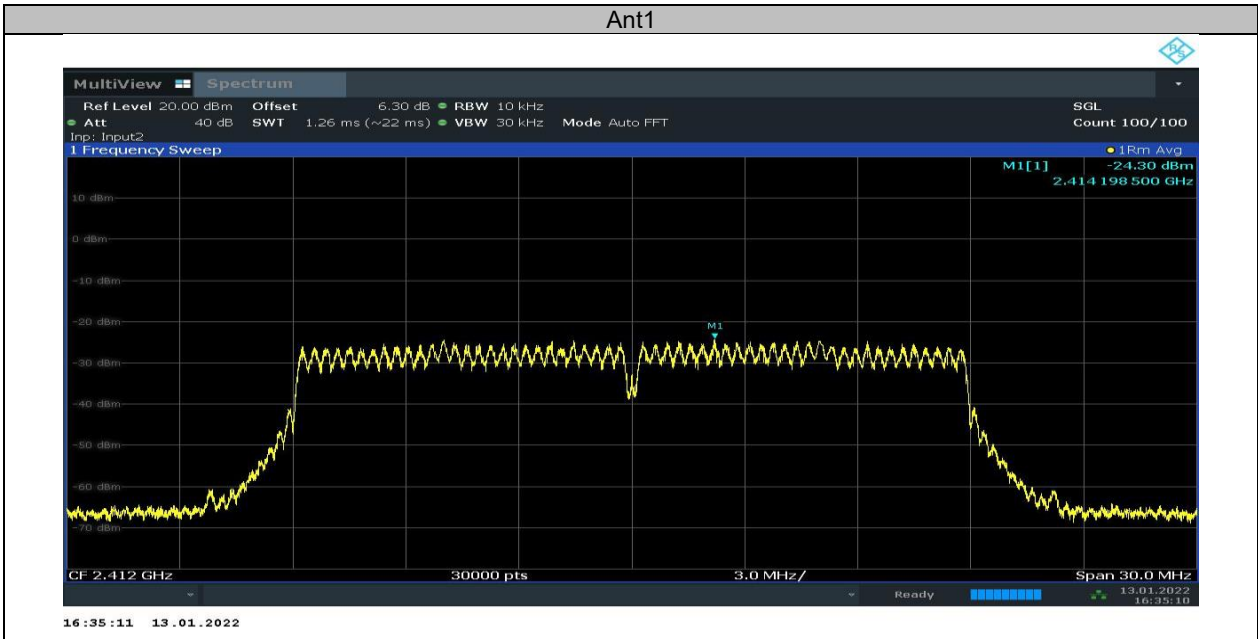 Ant1
R&S
MultiView Spectrum
Ref Level 20.00 dBm Offset 6.30 dB RBW 10 kHz SGL
Att 40 dB SWT 1.26 ms (~22 ms) VBW 30 kHz Mode Auto FFT Count 100/100
Inp: Input2
1 Frequency Sweep 1Rm Avg
M1[1] -24.30 dBm
2.414 198 500 GHz
10 dBm
0 dBm
-10 dBm
-20 dBm
M1
-30 dBm
-40 dBm
-50 dBm
-60 dBm
-70 dBm
CF 2.412 GHz 30000 pts 3.0 MHz/ Span 30.0 MHz
Ready 13.01.2022
16:35:10
16:35:11 13.01.2022